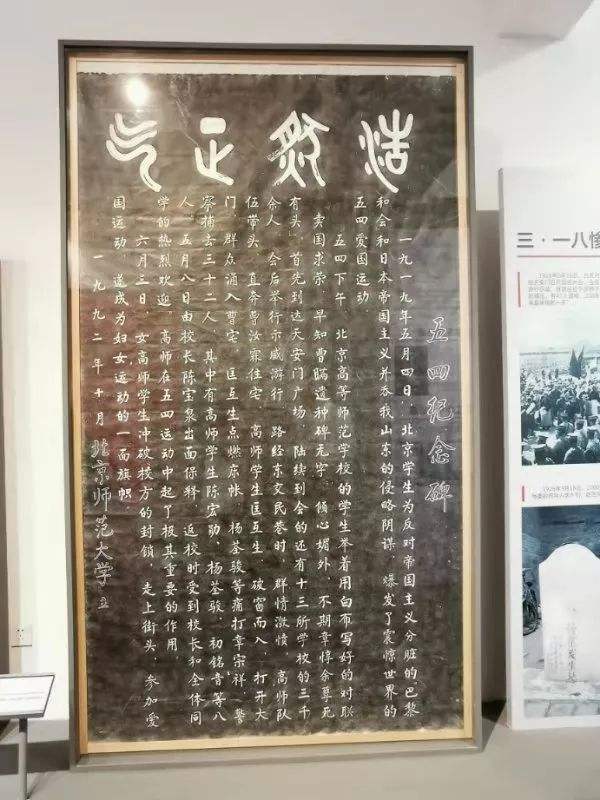 浩然正气
五四纪念碑
一九一九年五月四日，北京学生为反对帝国主义分赃的巴黎
和会和日本帝国主义并吞我山东的侵略阴谋，爆发了震惊世界的
五四爱国运动。
五四下午，北京高等师范学校的学生举着用白布写好的对联
卖国求荣，早知曹瞒遗种碑无字，倾心媚外，不期章惇余孽死
有头，首先到达天安门广场，陆续到会的还有十三所学校的三千
余人，会后举行示威游行，路经东交民巷时，群情激愤，高师队
伍带头，直奔曹汝霖住宅，高师学生匡互生，破窗而入，打开大
门，群众涌入曹宅，匡互生点燃床帐，杨荃骏等痛打章宗祥，警
察捕去三十二人，其中有高师学生陈宏勋，杨荃骏，初铭音等八
人，五月八日由校长陈宝泉出面保释，返校时受到校长和全体同
学的热烈欢迎，高师在五四运动中起了极其重要的作用，
六月三日，女高师学生冲破校方的封锁，走上街头，参加爱
国运动，遂成为妇女运动的一面旗帜。
一九九二年十月 北京师范大学 立
三·一八惨